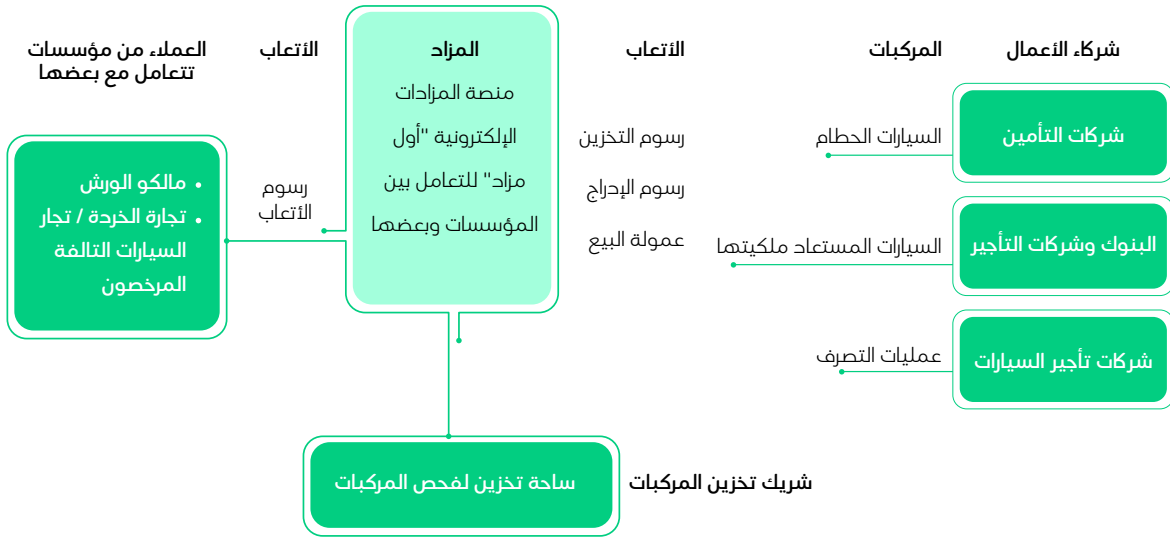 شركاء الأعمال
المركبات
الأتعاب
المزاد
الأتعاب
العملاء من مؤسسات
تتعامل مع بعضها
شركات التأمين
السيارات الحطام
البنوك وشركات التأجير
السيارات المستعاد ملكيتها
شركات تأجير السيارات
عمليات التصرف
رسوم التخزين
رسوم الإدراج
عمولة البيع
منصة المزادات
الإلكترونية "أول
مزاد" للتعامل بين
المؤسسات وبعضها
رسوم
الأتعاب
• مالكو الورش
• تجارة الخردة / تجار
السيارات التالفة
المرخصون
شريك تخزين المركبات
ساحة تخزين لفحص المركبات